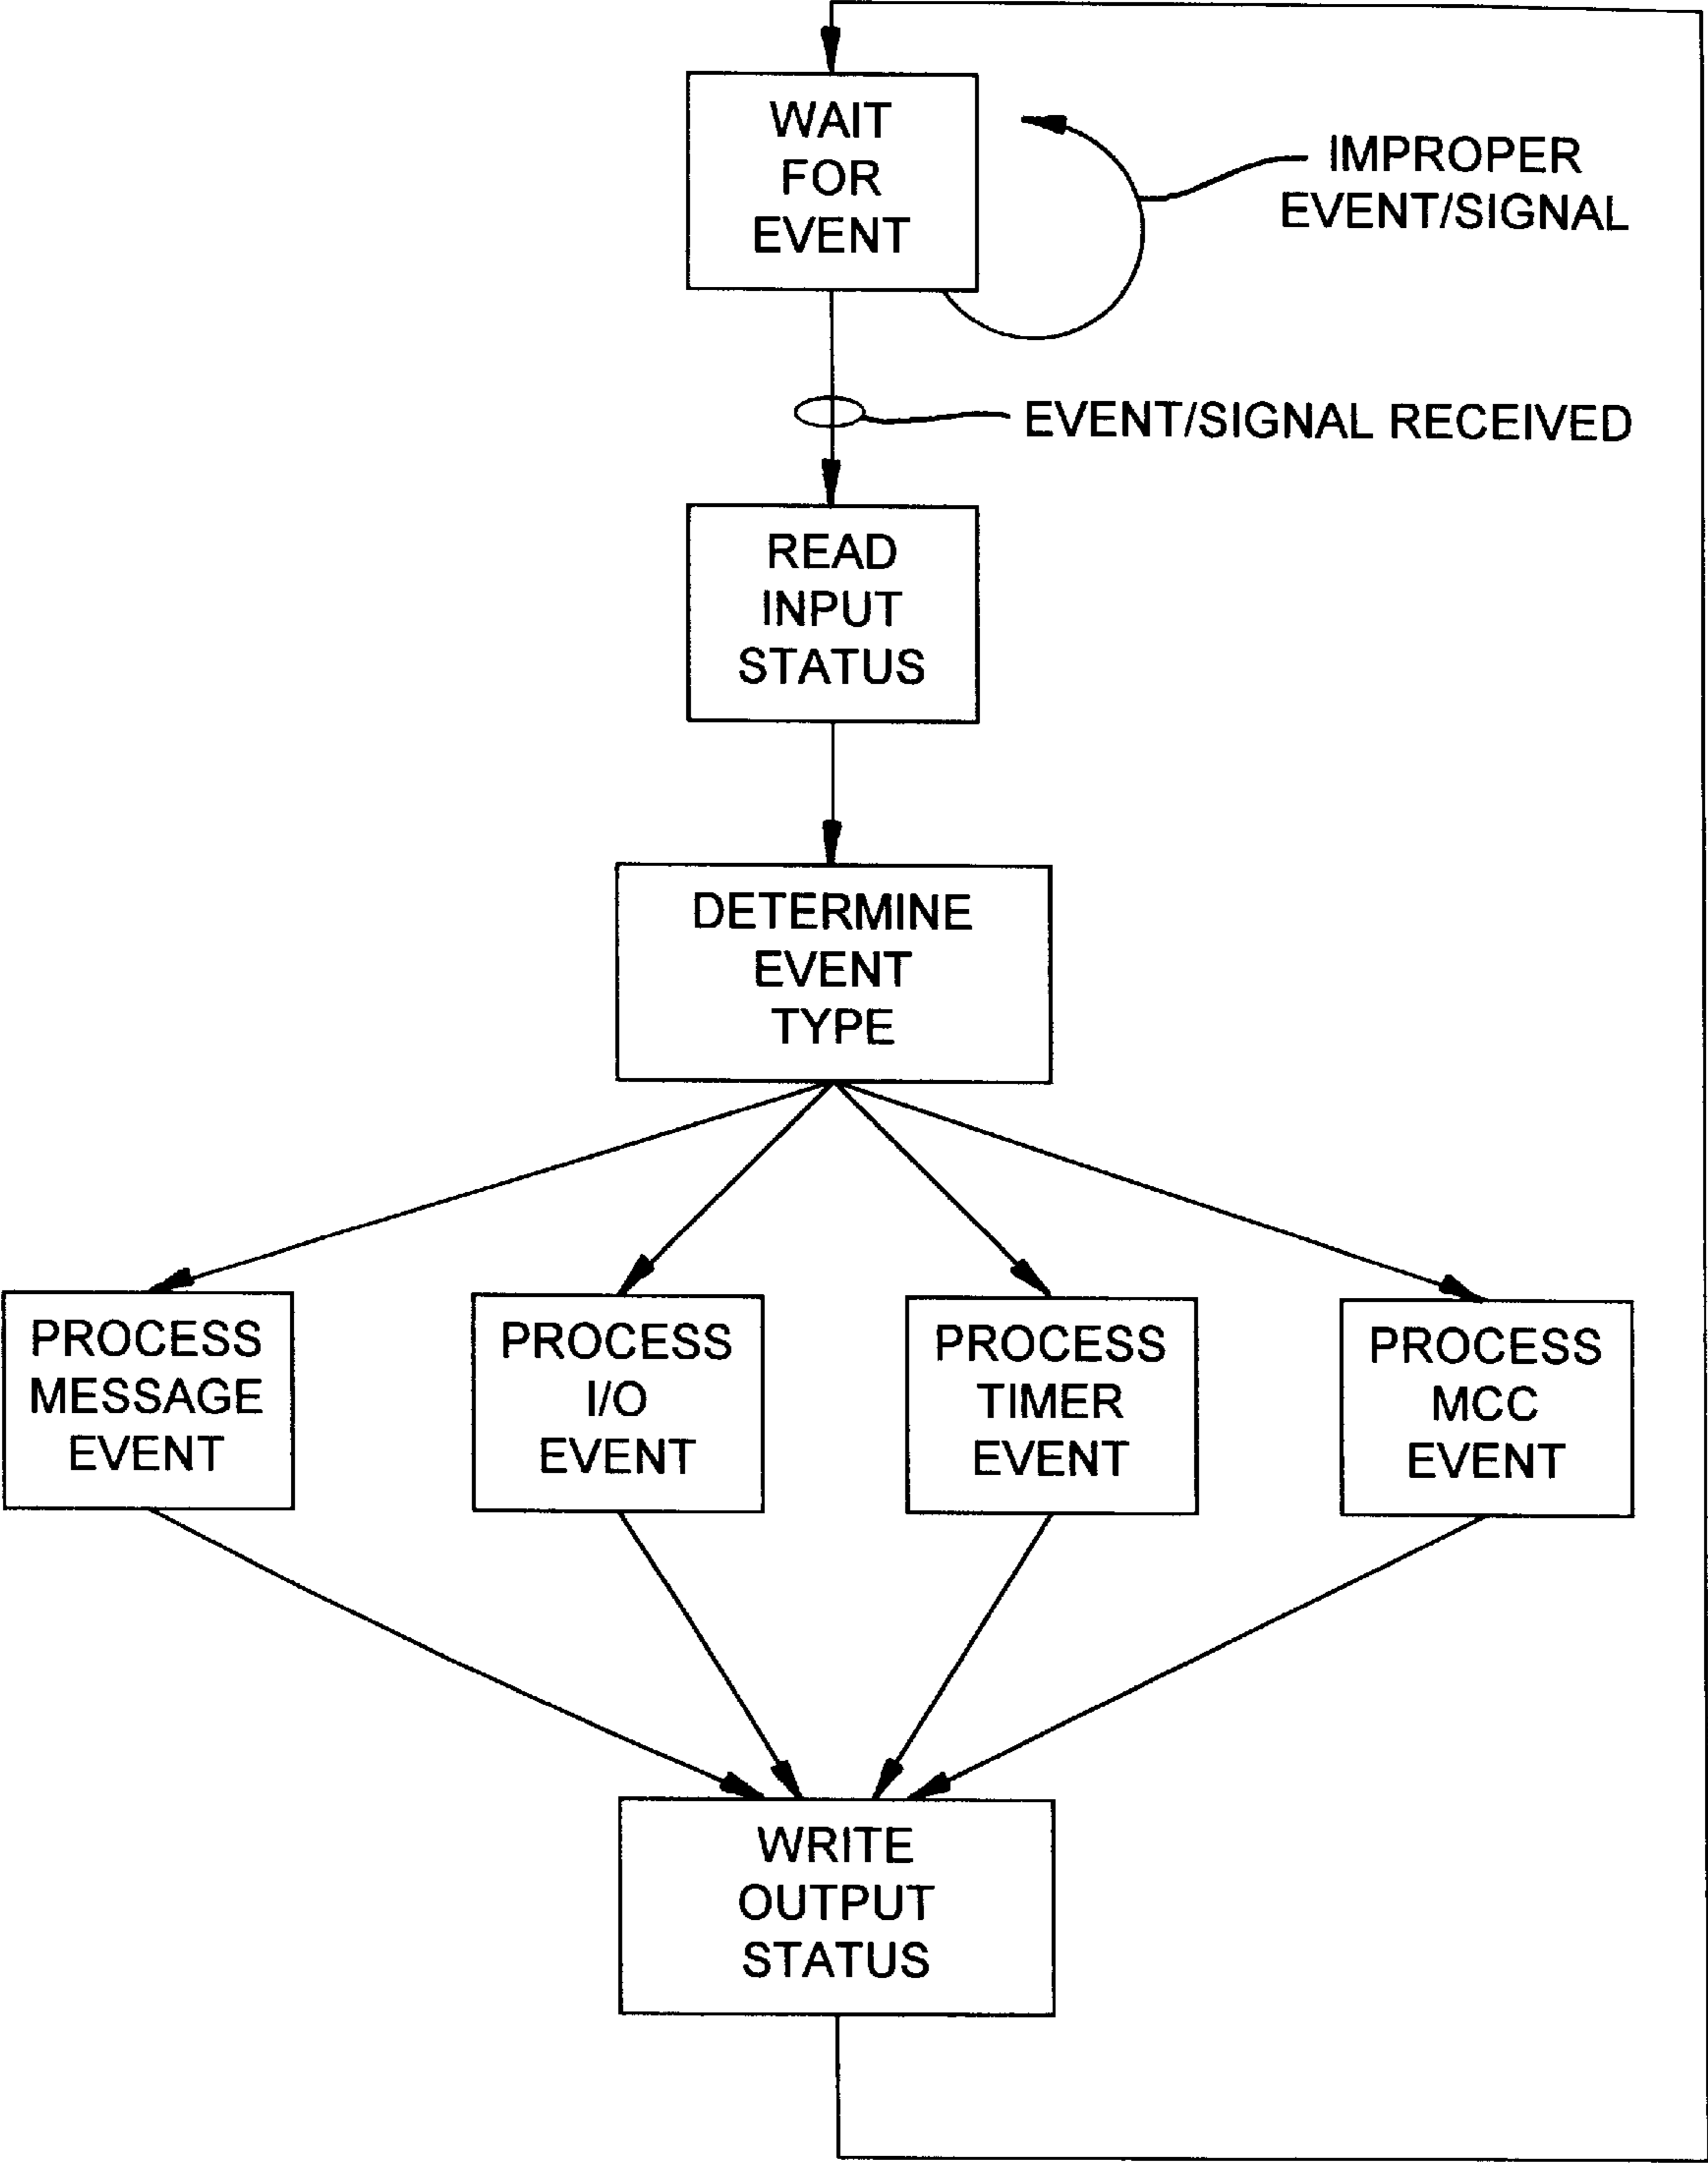 WAIT
FOR
EVENT
IMPROPER
EVENT/SIGNAL
EVENT/SIGNAL RECEIVED
READ
INPUT
STATUS
DETERMINE
EVENT
TYPE
PROCESS
MESSAGE
EVENT
PROCESS
I/O
EVENT
PROCESS
TIMER
EVENT
PROCESS
MCC
EVENT
WRITE
OUTPUT
STATUS